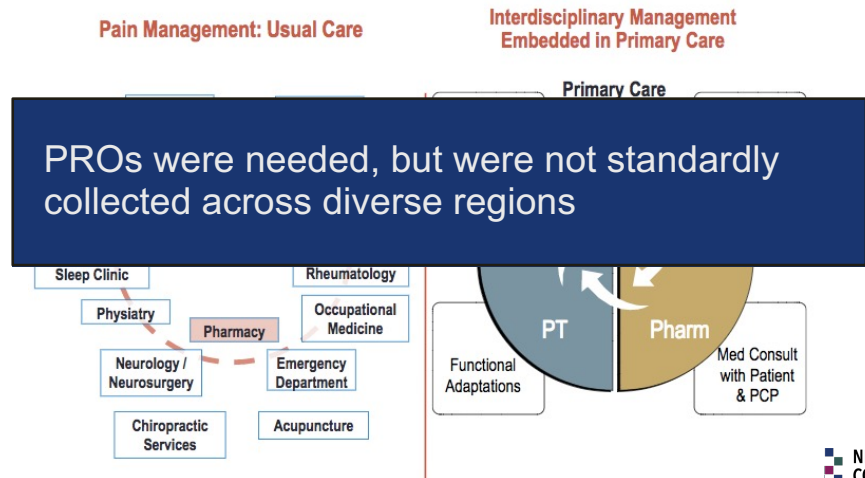 Pain Management: Usual Care
Interdisciplinary Management
Embedded in Primary Care
Primary Care
PROs were needed, but were not standardly
collected across diverse regions
Sleep Clinic
Rheumatology
Physiatry
Pharmacy
Occupational
Medicine
Neurology /
Neurosurgery
Emergency
Department
Chiropractic
Services
Acupuncture
PT
Pharm
Functional
Adaptations
Med Consult
with Patient
& PCP